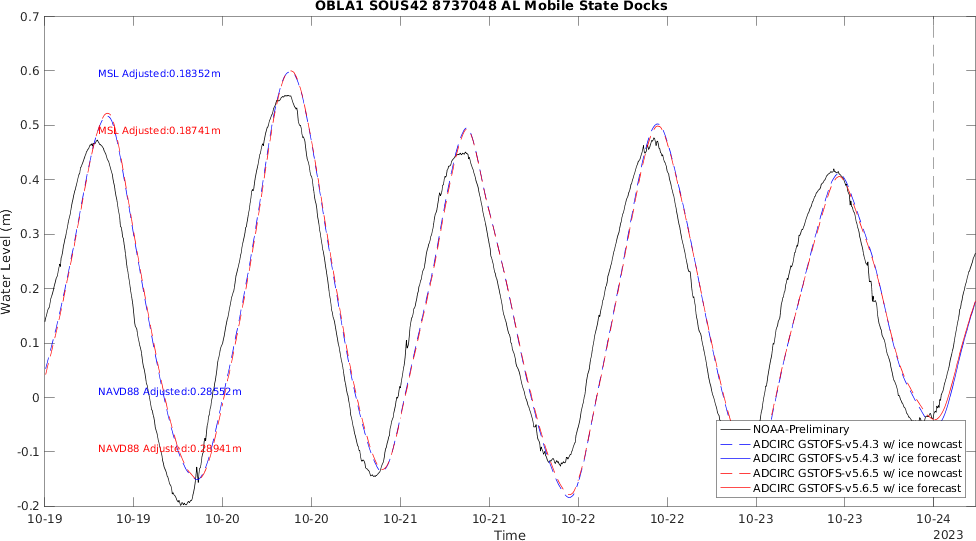 OBLA1 SOUS42 8737048 AL Mobile State Docks
0.7
0.6
0.5
0.4
0.3
0.2
0.1
0
-0.1
-0.2
Water Level (m)
MSL Adjusted:0.18352m
MSL Adjusted:0.18741m
NAVD88 Adjusted:0.28552m
NAVD88 Adjusted:0.28941m
NOAA-Preliminary
ADCIRC GSTOFS-v5.4.3 w/ ice nowcast
ADCIRC GSTOFS-v5.4.3 w/ ice forecast
ADCIRC GSTOFS-v5.6.5 w/ ice nowcast
ADCIRC GSTOFS-v5.6.5 w/ ice forecast
10-19 10-19 10-20 10-20 10-21 10-21 10-22 10-22 10-23 10-23 10-24
2023
Time